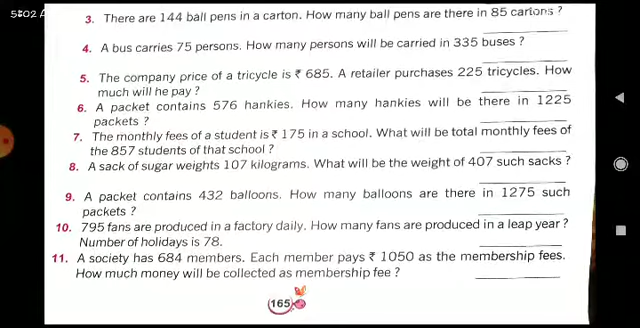 5:02 A
3. There are 144 ball pens in a carton. How many ball pens are there in 85 cartons ?
4. A bus carries 75 persons. How many persons will be carried in 335 buses ?
5. The company price of a tricycle is ₹ 685. A retailer purchases 225 tricycles. How
much will he pay ?
6. A packet contains 576 hankies. How many hankies will be there in 1225
packets ?
7. The monthly fees of a student is ₹ 175 in a school. What will be total monthly fees of
the 857 students of that school ?
8. A sack of sugar weights 107 kilograms. What will be the weight of 407 such sacks ?
9. A packet contains 432 balloons. How many balloons are there in 1275 such
packets ?
10. 795 fans are produced in a factory daily. How many fans are produced in a leap year ?
Number of holidays is 78.
11. A society has 684 members. Each member pays ₹ 1050 as the membership fees.
How much money will be collected as membership fee ?
165